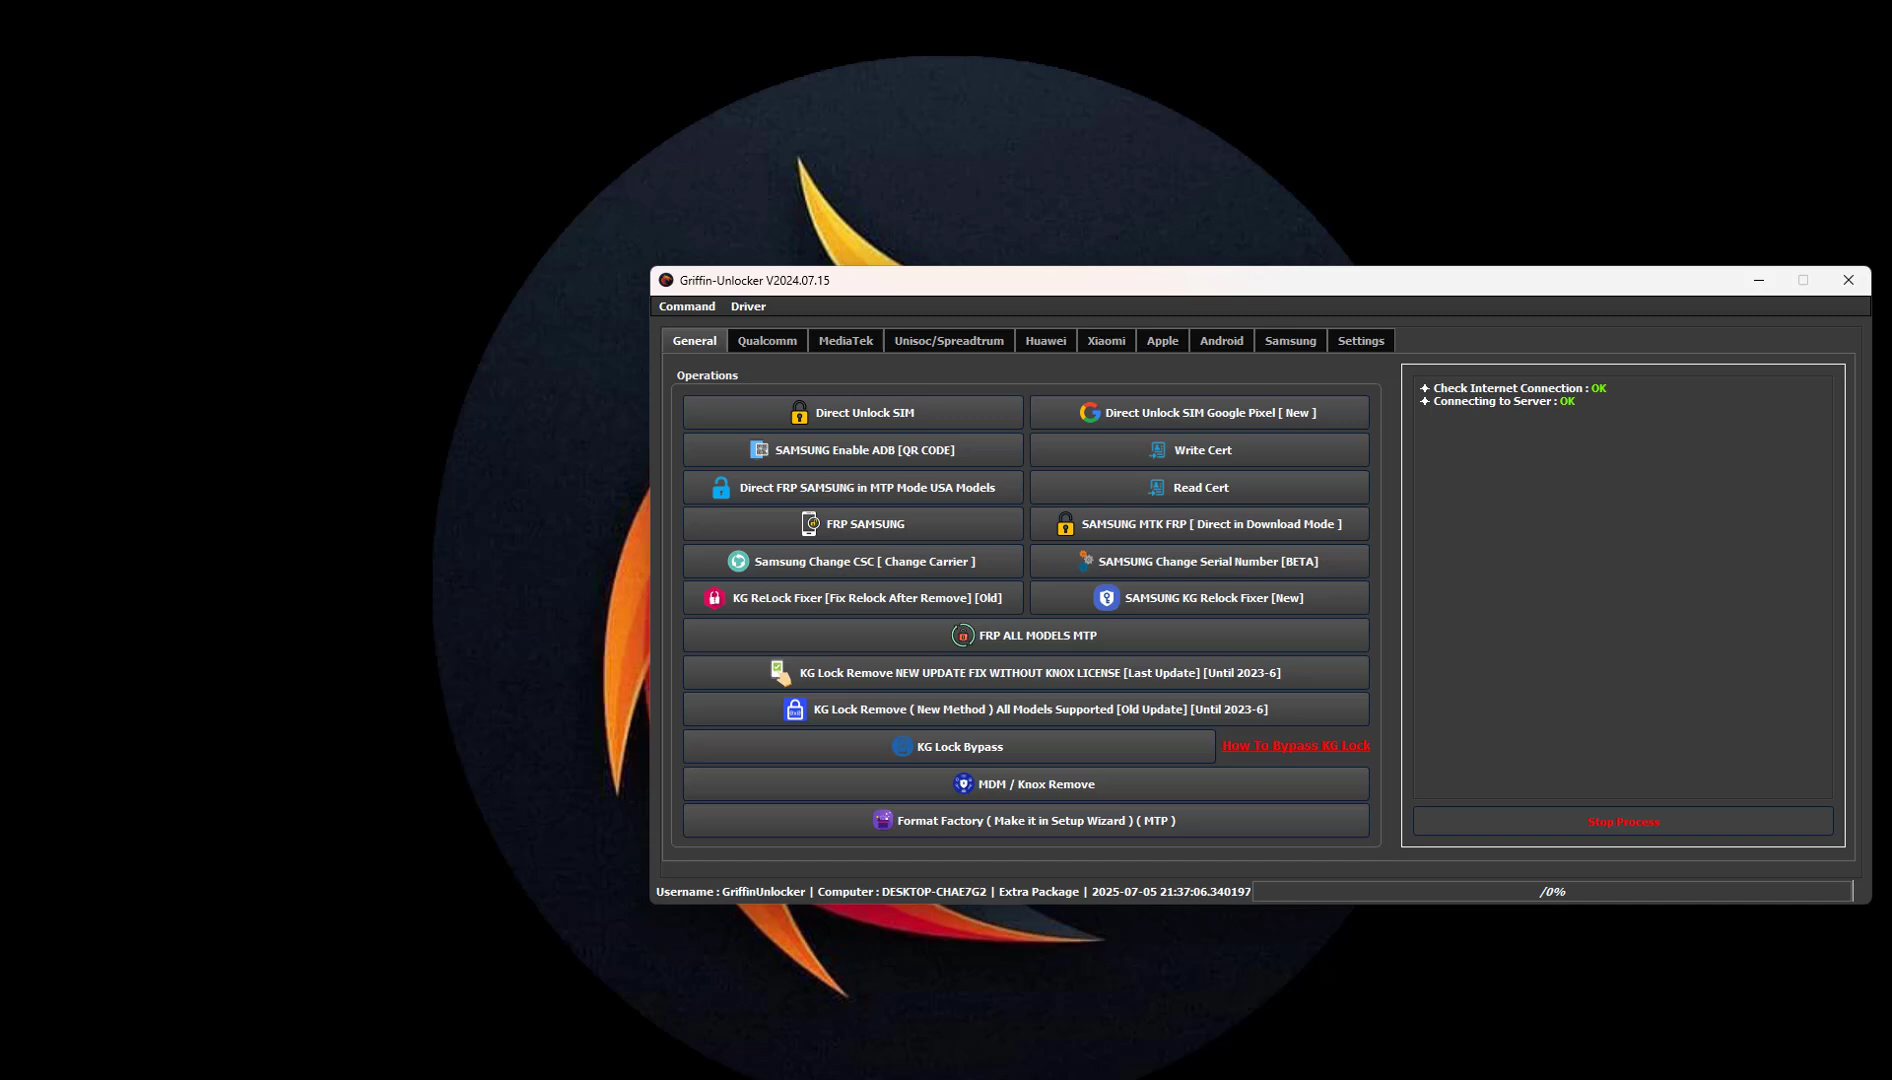 Griffin-Unlocker V2024.07.15
Command Driver
General Qualcomm MediaTek Unisoc/Spreadtrum Huawei Xiaomi Apple Android Samsung Settings
Operations
Direct Unlock SIM
Direct Unlock SIM Google Pixel [ New ]
SAMSUNG Enable ADB [QR CODE]
Write Cert
Direct FRP SAMSUNG in MTP Mode USA Models
Read Cert
FRP SAMSUNG
SAMSUNG MTK FRP [ Direct in Download Mode ]
Samsung Change CSC [ Change Carrier ]
SAMSUNG Change Serial Number [BETA]
KG ReLock Fixer [Fix Relock After Remove] [Old]
SAMSUNG KG Relock Fixer [New]
FRP ALL MODELS MTP
KG Lock Remove NEW UPDATE FIX WITHOUT KNOX LICENSE [Last Update] [Until 2023-6]
KG Lock Remove ( New Method ) All Models Supported [Old Update] [Until 2023-6]
KG Lock Bypass
How To Bypass KG Lock
MDM / Knox Remove
Format Factory ( Make it in Setup Wizard ) ( MTP )
Check Internet Connection : OK
Connecting to Server : OK
Stop Process
Username : GriffinUnlocker | Computer : DESKTOP-CHAE7G2 | Extra Package | 2025-07-05 21:37:06.340197
/0%